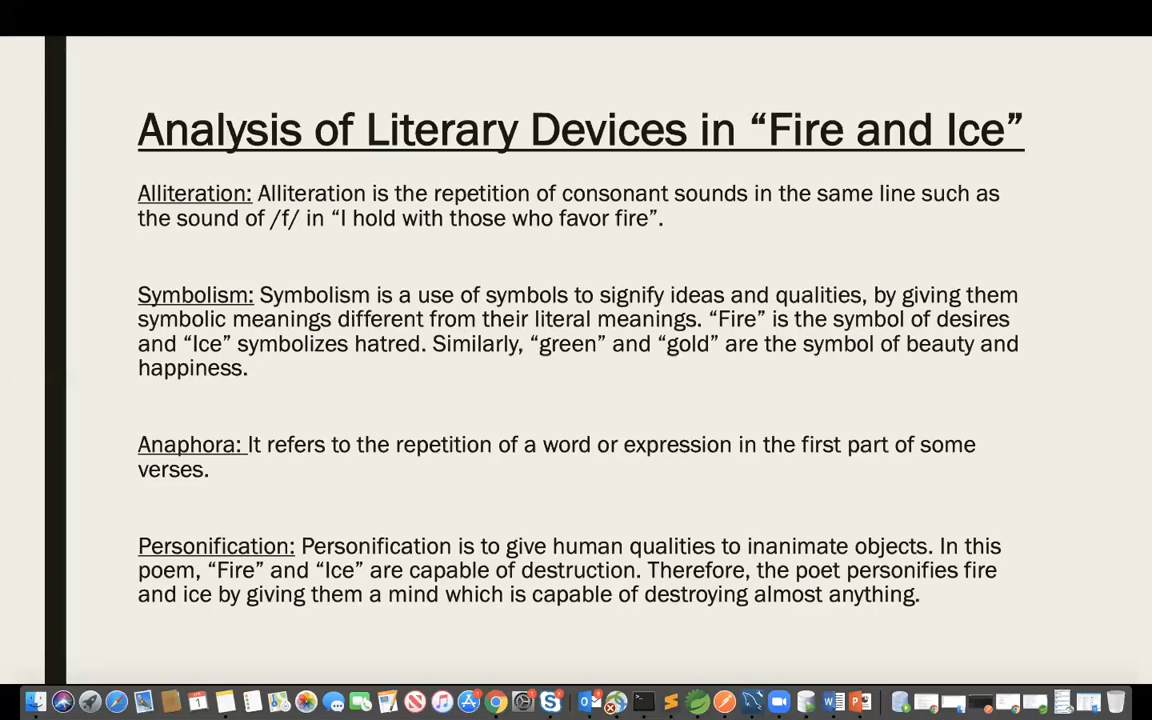 Analysis of Literary Devices in “Fire and Ice”
Alliteration: Alliteration is the repetition of consonant sounds in the same line such as
the sound of /f/ in “I hold with those who favor fire”.
Symbolism: Symbolism is a use of symbols to signify ideas and qualities, by giving them
symbolic meanings different from their literal meanings. “Fire” is the symbol of desires
and “Ice” symbolizes hatred. Similarly, “green” and “gold” are the symbol of beauty and
happiness.
Anaphora: It refers to the repetition of a word or expression in the first part of some
verses.
Personification: Personification is to give human qualities to inanimate objects. In this
poem, “Fire” and “Ice” are capable of destruction. Therefore, the poet personifies fire
and ice by giving them a mind which is capable of destroying almost anything.